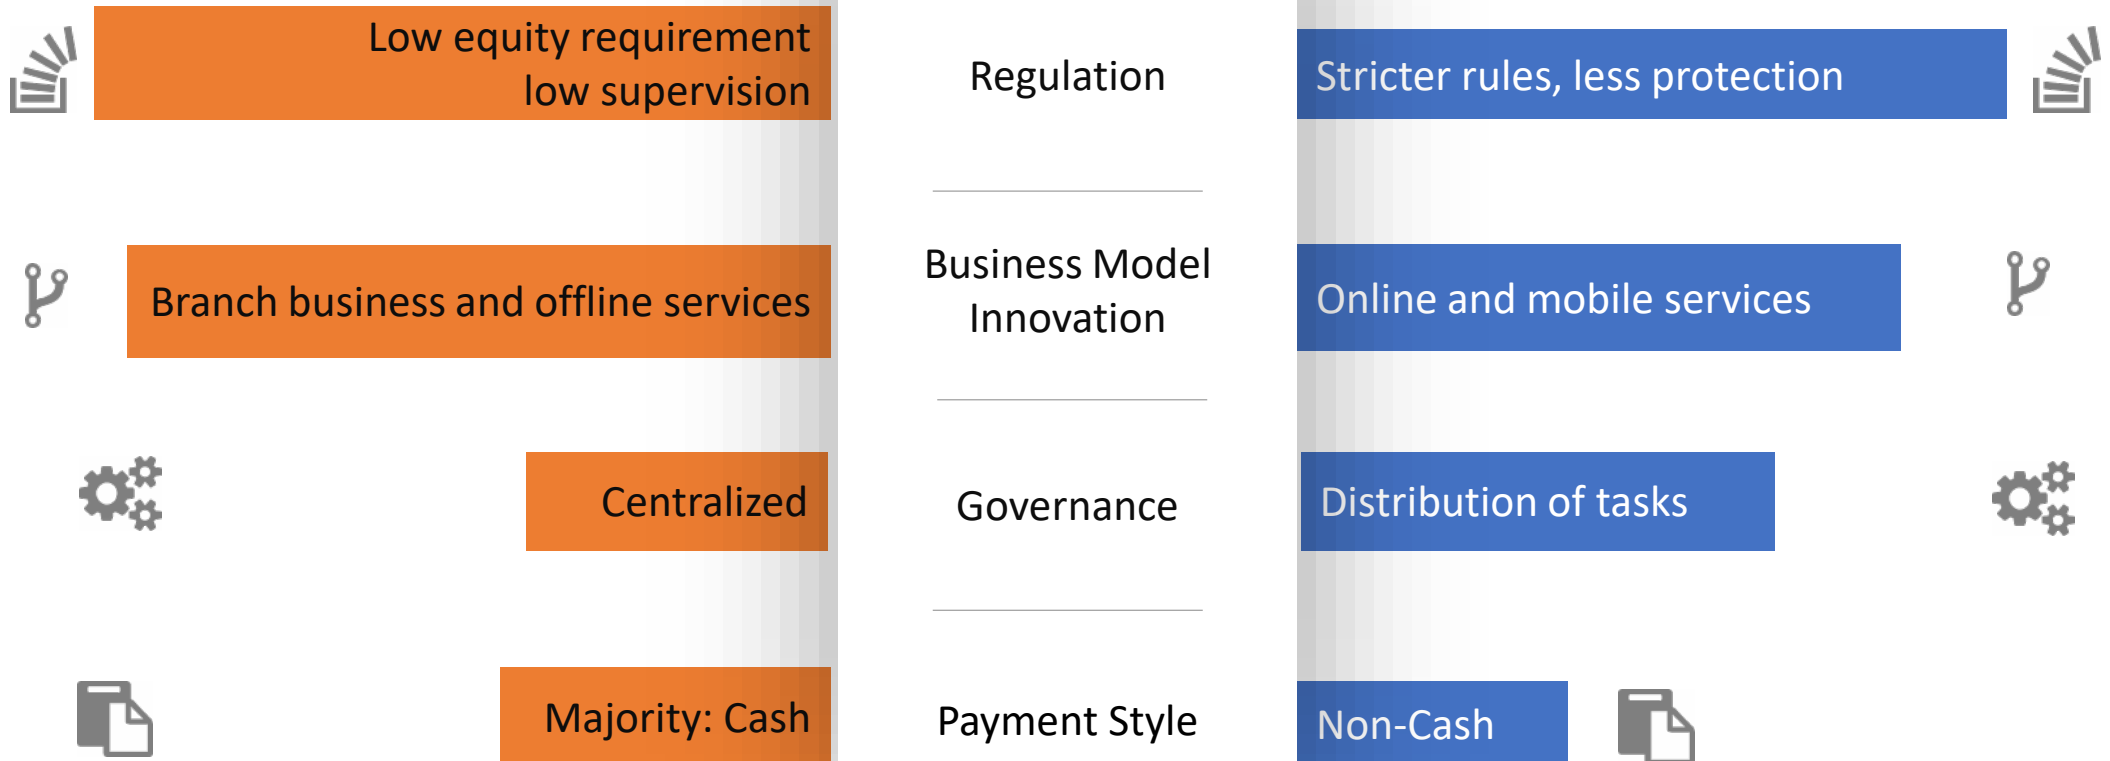 Low equity requirement
low supervision
Regulation
Stricter rules, less protection
Branch business and offline services
Business Model
Innovation
Online and mobile services
Centralized
Governance
Distribution of tasks
Majority: Cash
Payment Style
Non-Cash